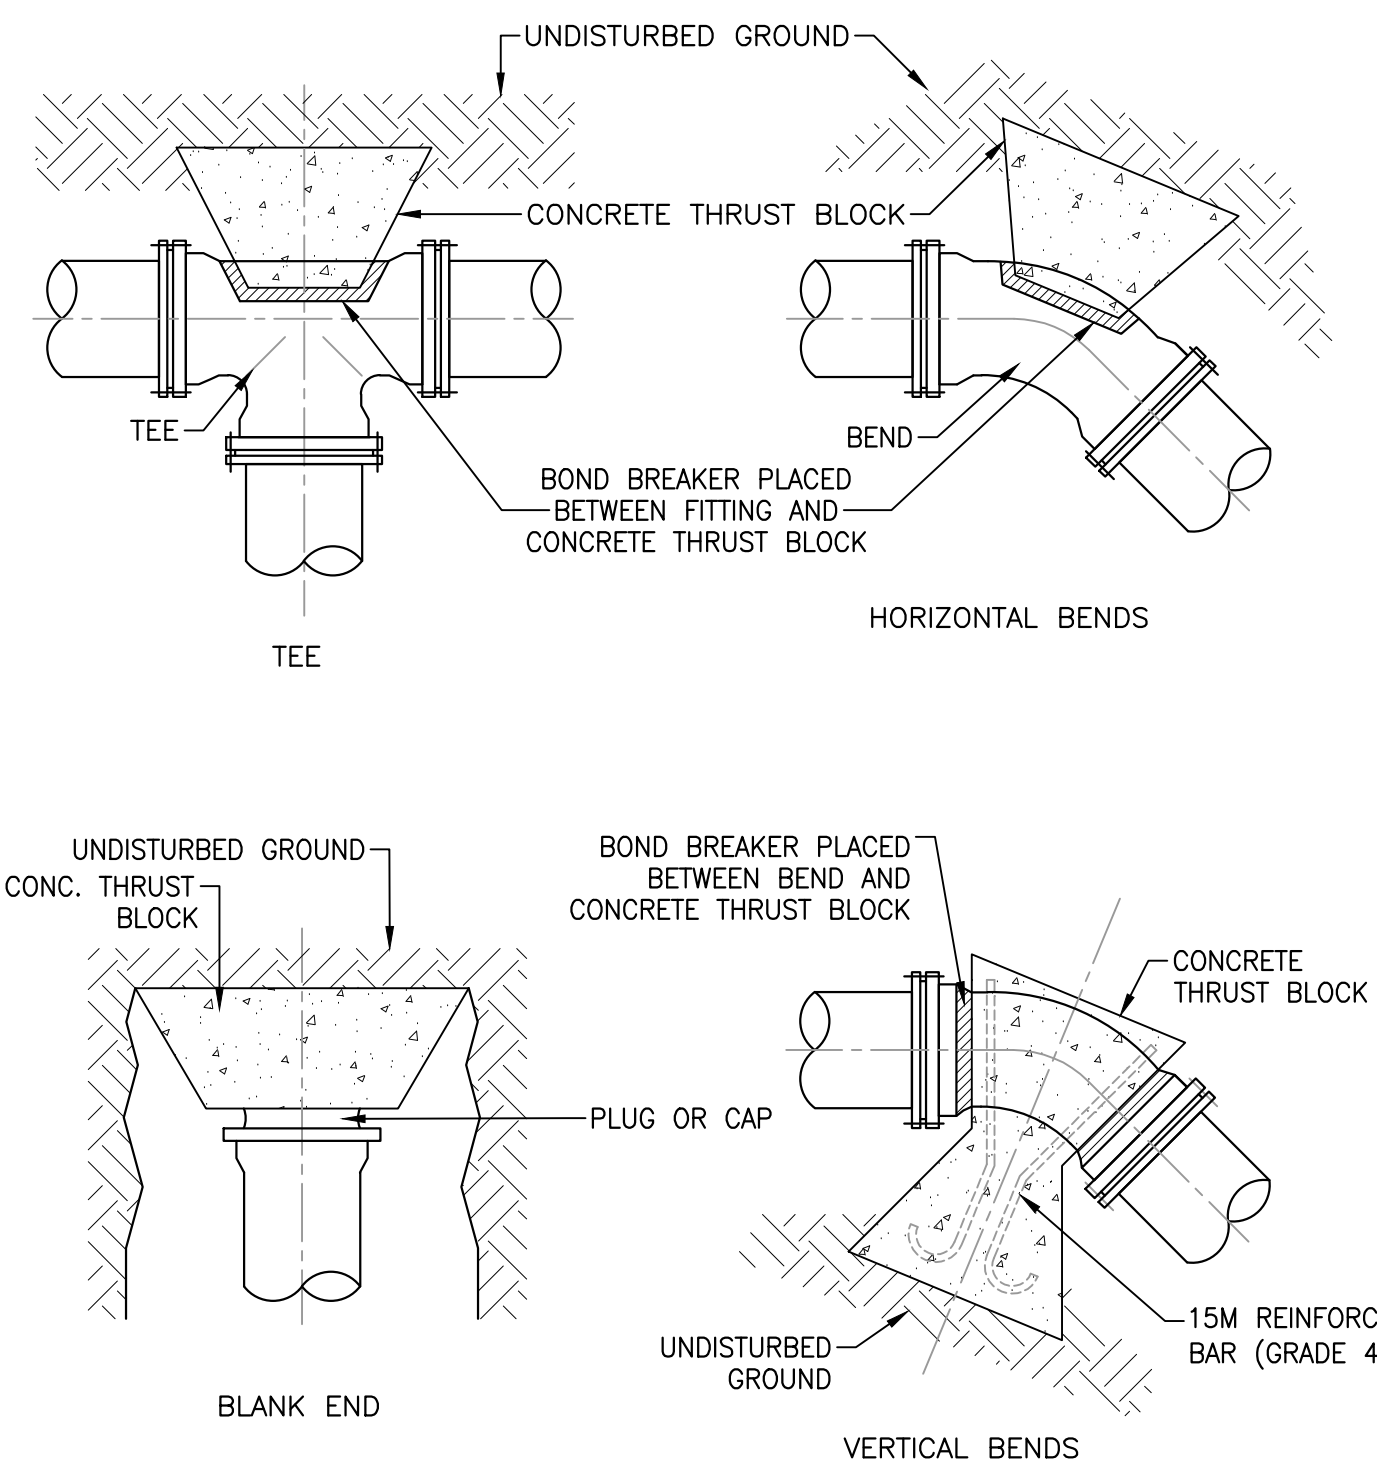 UNDISTURBED GROUND
CONCRETE THRUST BLOCK
TEE
BEND
BOND BREAKER PLACED
BETWEEN FITTING AND
CONCRETE THRUST BLOCK
HORIZONTAL BENDS
TEE
UNDISTURBED GROUND
CONC. THRUST
BLOCK
BOND BREAKER PLACED
BETWEEN BEND AND
CONCRETE THRUST BLOCK
CONCRETE
THRUST BLOCK
PLUG OR CAP
15M REINFORC
BAR (GRADE 4
UNDISTURBED
GROUND
BLANK END
VERTICAL BENDS